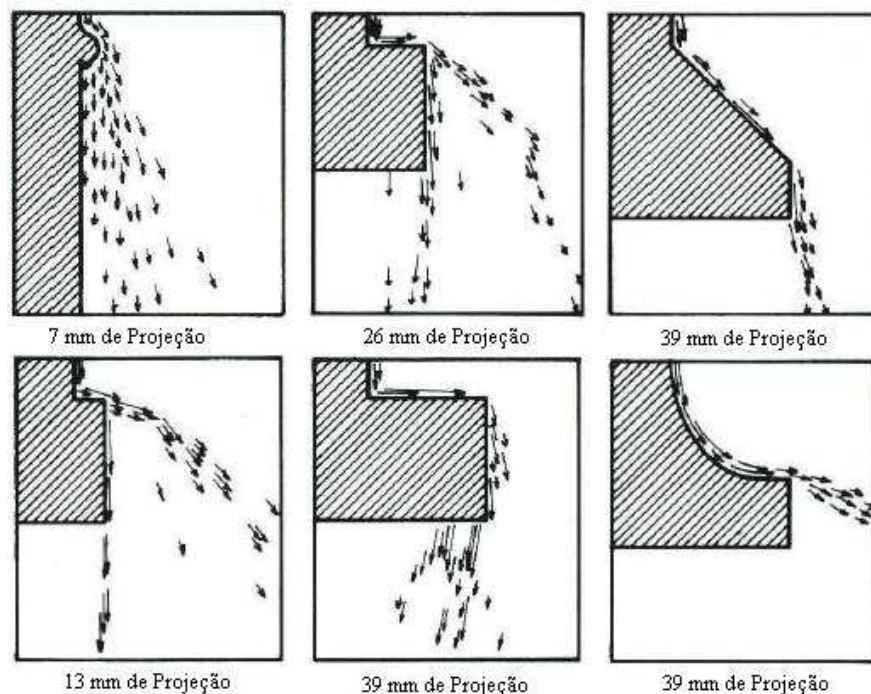 7 mm de Projeção
26 mm de Projeção
39 mm de Projeção
13 mm de Projeção
39 mm de Projeção
39 mm de Projeção